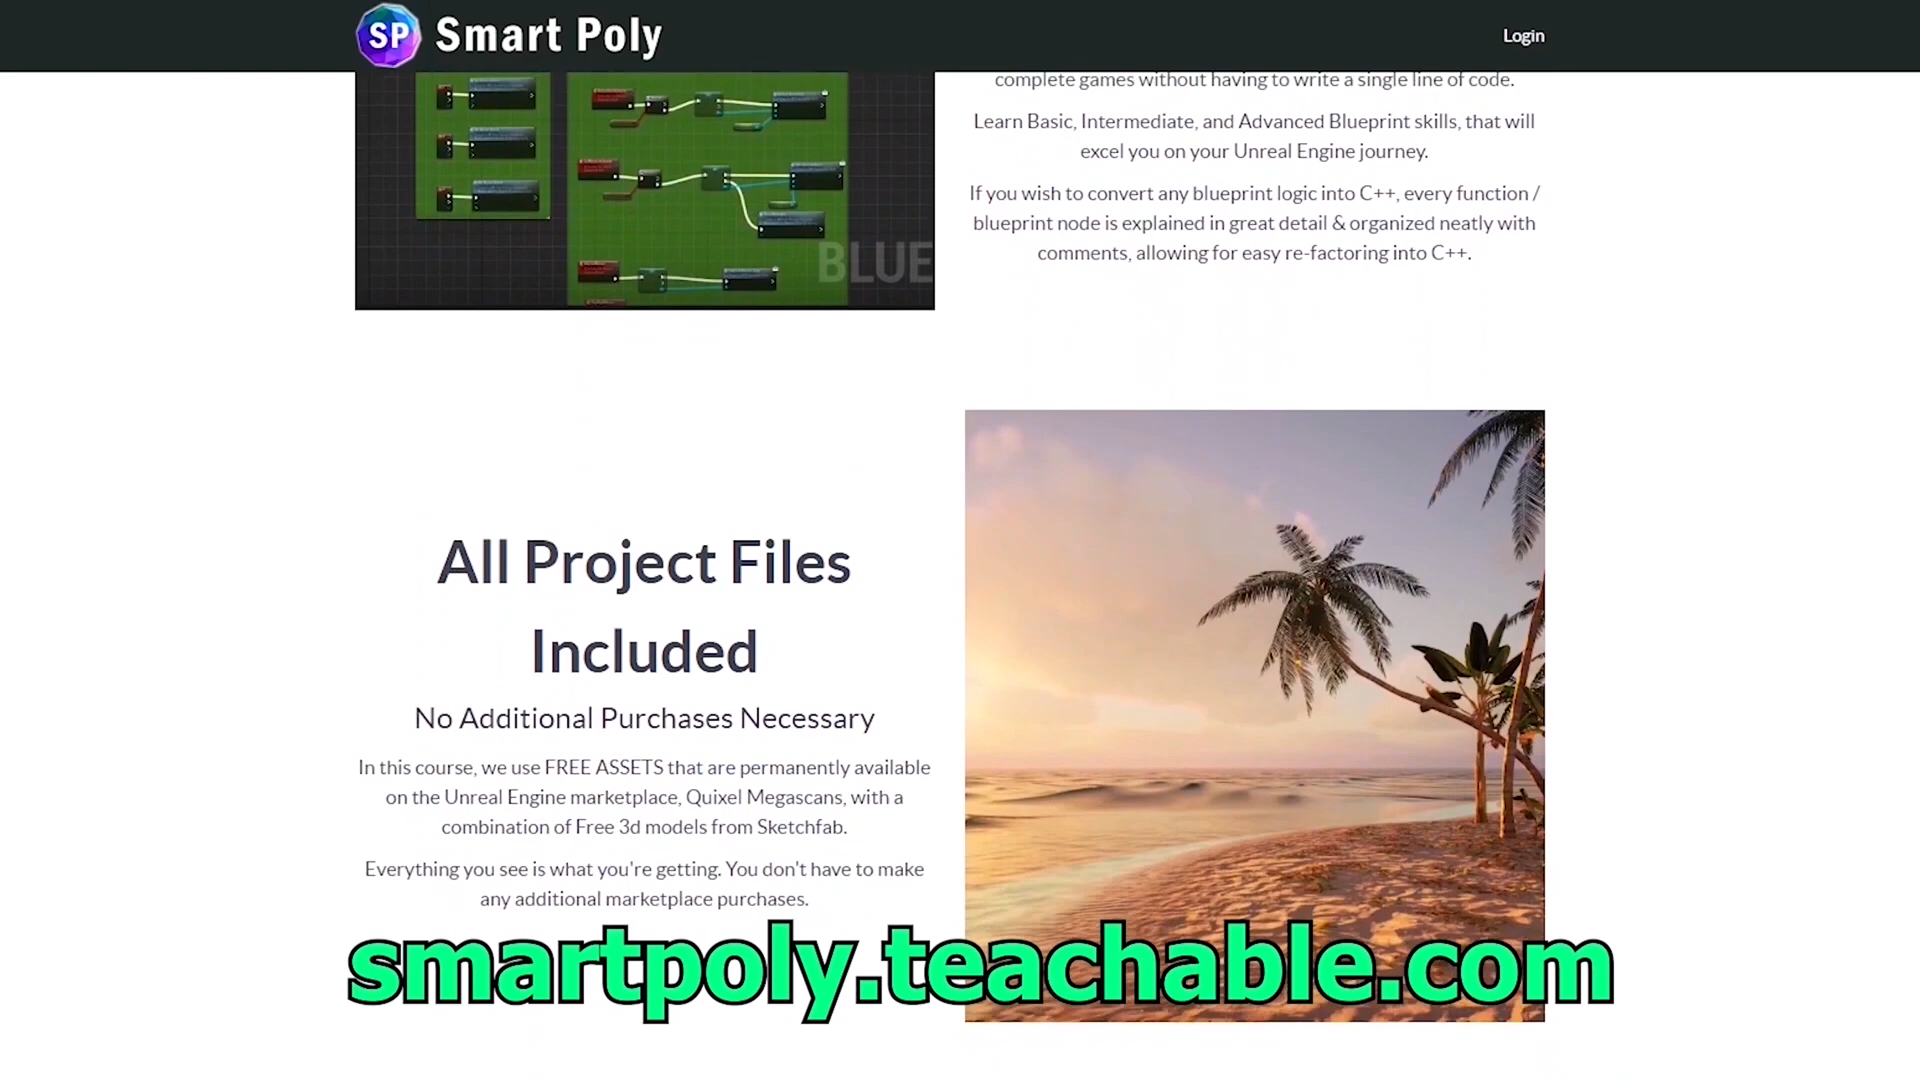 SP Smart Poly
Login
complete games without having to write a single line of code.
Learn Basic, Intermediate, and Advanced Blueprint skills, that will
excel you on your Unreal Engine journey.
If you wish to convert any blueprint logic into C++, every function /
blueprint node is explained in great detail & organized neatly with
comments, allowing for easy re-factoring into C++.
BLUE
All Project Files
Included
No Additional Purchases Necessary
In this course, we use FREE ASSETS that are permanently available
on the Unreal Engine marketplace, Quixel Megascans, with a
combination of Free 3d models from Sketchfab.
Everything you see is what you're getting. You don't have to make
any additional marketplace purchases.
smartpoly.teachable.com